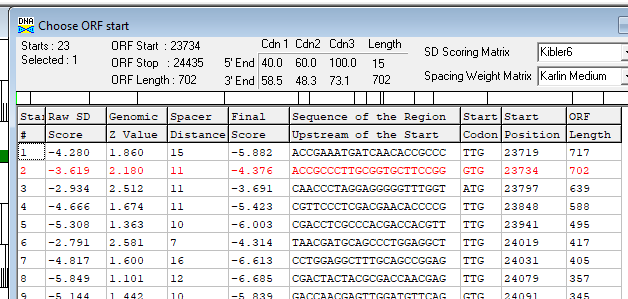 DNA Choose ORF start
Starts : 23 ORF Start : 23734 Cdn1 Cdn2 Cdn3 Length SD Scoring Matrix Kibler6
Selected : 1 ORF Stop : 24435 5' End 40.0 60.0 100.0 15
ORF Length : 702 3' End 58.5 48.3 73.1 702 Spacing Weight Matrix Karlin Medium
Star Raw SD Genomic Spacer Final Sequence of the Region Start Start ORF
# Score Z Value Distance Score Upstream of the Start Codon Position Length
1 -4.280 1.860 15 -5.882 ACCGAAATGATCAACACCGCCC TTG 23719 717
2 -3.619 2.180 11 -4.376 ACCGCCCTTGCGGTGCTTCCGG GTG 23734 702
3 -2.934 2.512 11 -3.691 CAACCCTAGGAGGGGGTTTGGT ATG 23797 639
4 -4.666 1.674 11 -5.423 CGTTCCCTCGACGAACACCCCG TTG 23848 588
5 -5.308 1.363 10 -6.003 CGACCTCGCCCACGACCACGTT TTG 23941 495
6 -2.791 2.581 7 -4.314 TAACGATGCAGCCCTGGAGGCT TTG 24019 417
7 -4.817 1.600 16 -6.613 CCTGGAGGCTTTGCAGCCGGAG TTG 24031 405
8 -5.849 1.101 12 -6.685 CGACTACTACGCGACCAACGAG TTG 24079 357
9 -5.144 1.442 10 -5.839 GACCAACGAGTTGGATGTTCAG GTG 24091 345